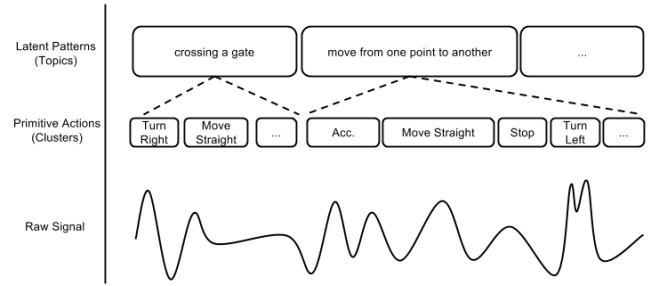 Latent Patterns
(Topics)
crossing a gate
move from one point to another
...
Primitive Actions
(Clusters)
Turn
Right
Move
Straight
...
Acc.
Move Straight
Stop
Turn
Left
...
Raw Signal